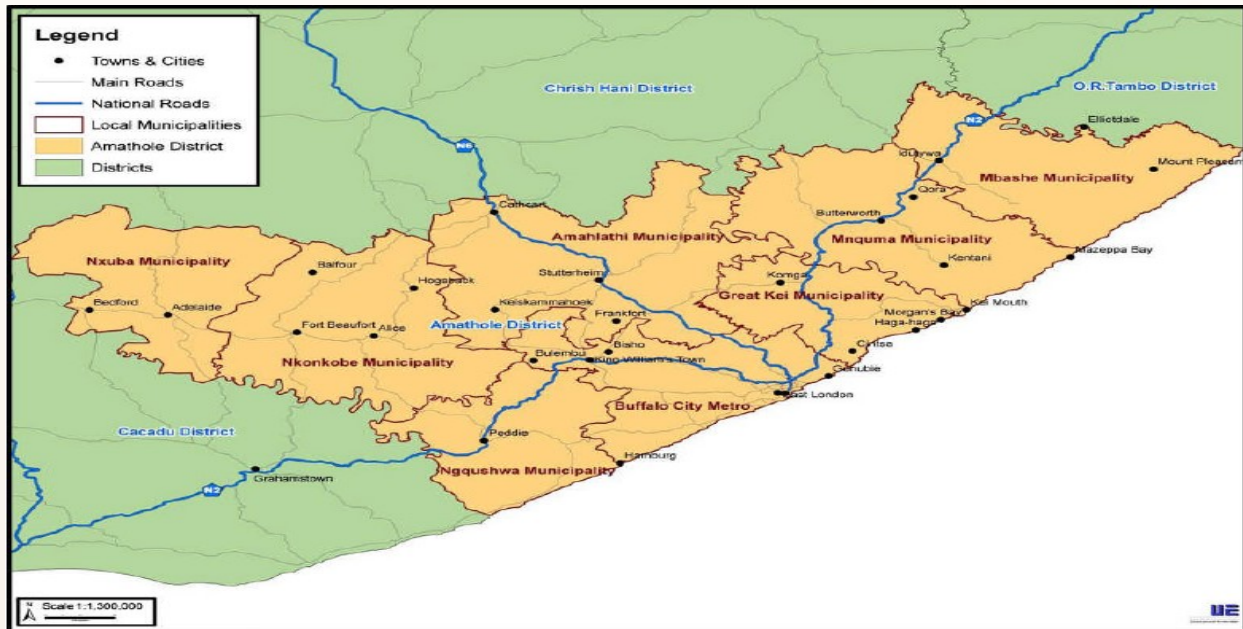 Legend
Towns & Cities
Main Roads
National Roads
Local Municipalities
Amathole District
Districts
Chrish Hani District
O.R.Tambo District
N2
Elliotdale
N6
Idutywa
Mount Pleasant
Mbashe Municipality
Qora
Cathcart
Butterworth
Amahlathi Municipality
Mnquma Municipality
Nxuba Municipality
Mazeppa Bay
Balfour
Kentani
Stutterheim
Komga
Hogsback
Great Kei Municipality
Bedford
Adelaide
Keiskammahoek
Kei Mouth
Morgan's Bay
Frankfort
Amathole District
Haga-haga
Fort Beaufort
Alice
Bisho
Cintsa
Bulembu
King William's Town
Nkonkobe Municipality
Gonubie
East London
Buffalo City Metro
Cacadu District
Peddie
Hamburg
Ngqushwa Municipality
Grahamstown
N2
N
Scale 1:1,300,000